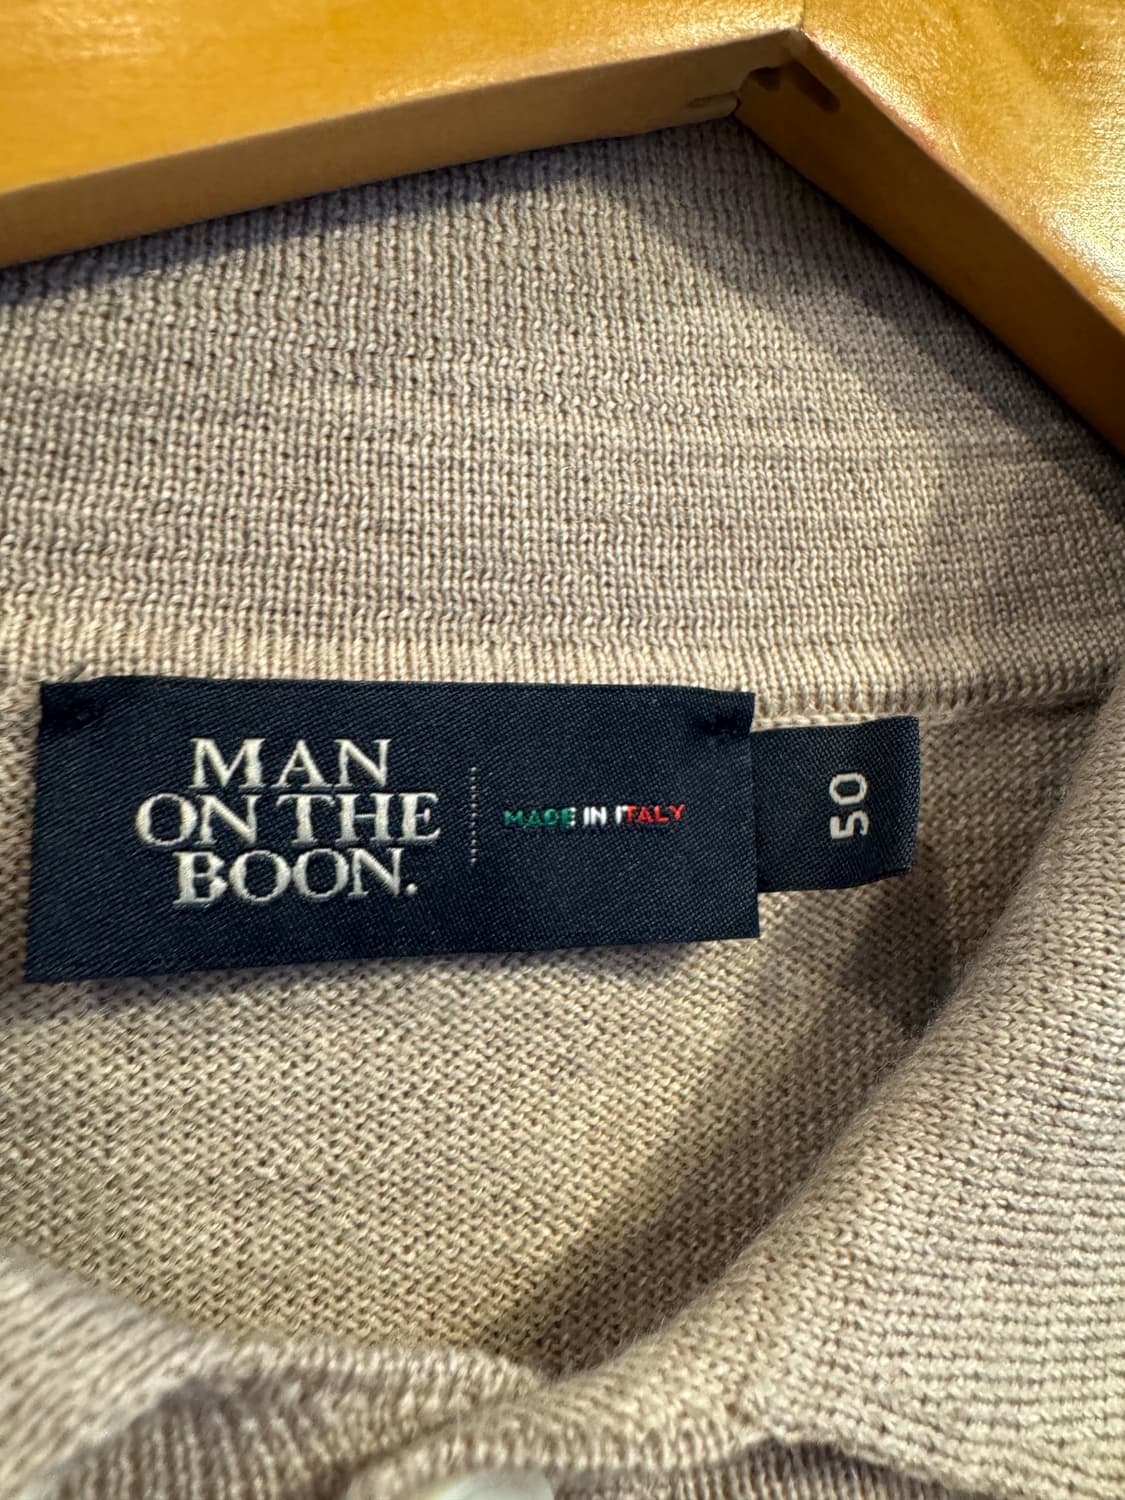 MAN
ON THE
BOON.
MADE IN ITALY
50